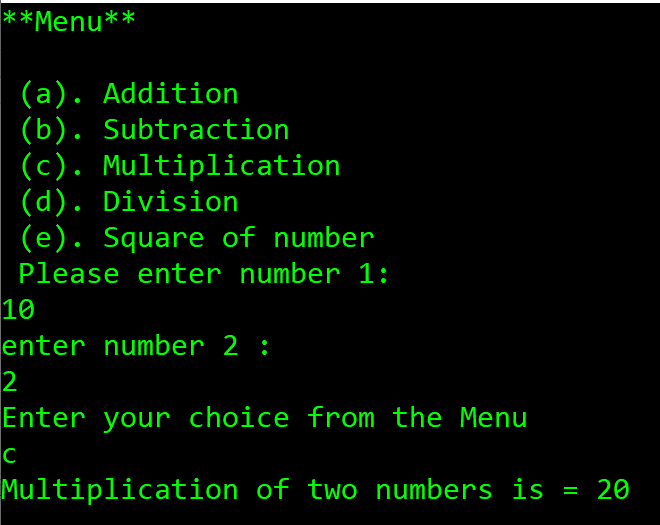 **Menu**
(a). Addition
(b). Subtraction
(c). Multiplication
(d). Division
(e). Square of number
Please enter number 1:
10
enter number 2 :
2
Enter your choice from the Menu
c
Multiplication of two numbers is = 20